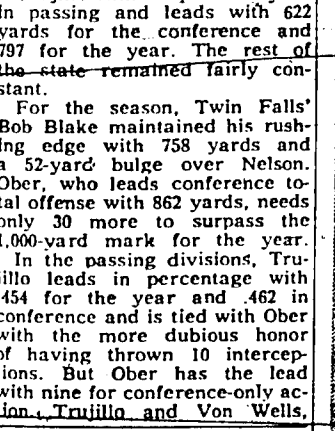 in passing and leads with 622
yards for the conference and
797 for the year. The rest of
the state remained fairly con-
stant.
For the season, Twin Falls'
Bob Blake maintained his rush-
ing edge with 758 yards and
a 52-yard bulge over Nelson.
Ober, who leads conference to-
tal offense with 862 yards, needs
only 30 more to surpass the
1,000-yard mark for the year.
In the passing divisions, Tru-
illo leads in percentage with
.454 for the year and .462 in
conference and is tied with Ober
with the more dubious honor
of having thrown 10 intercep-
ions. But Ober has the lead
with nine for conference-only ac-
ion. Trujillo and Von Wells,